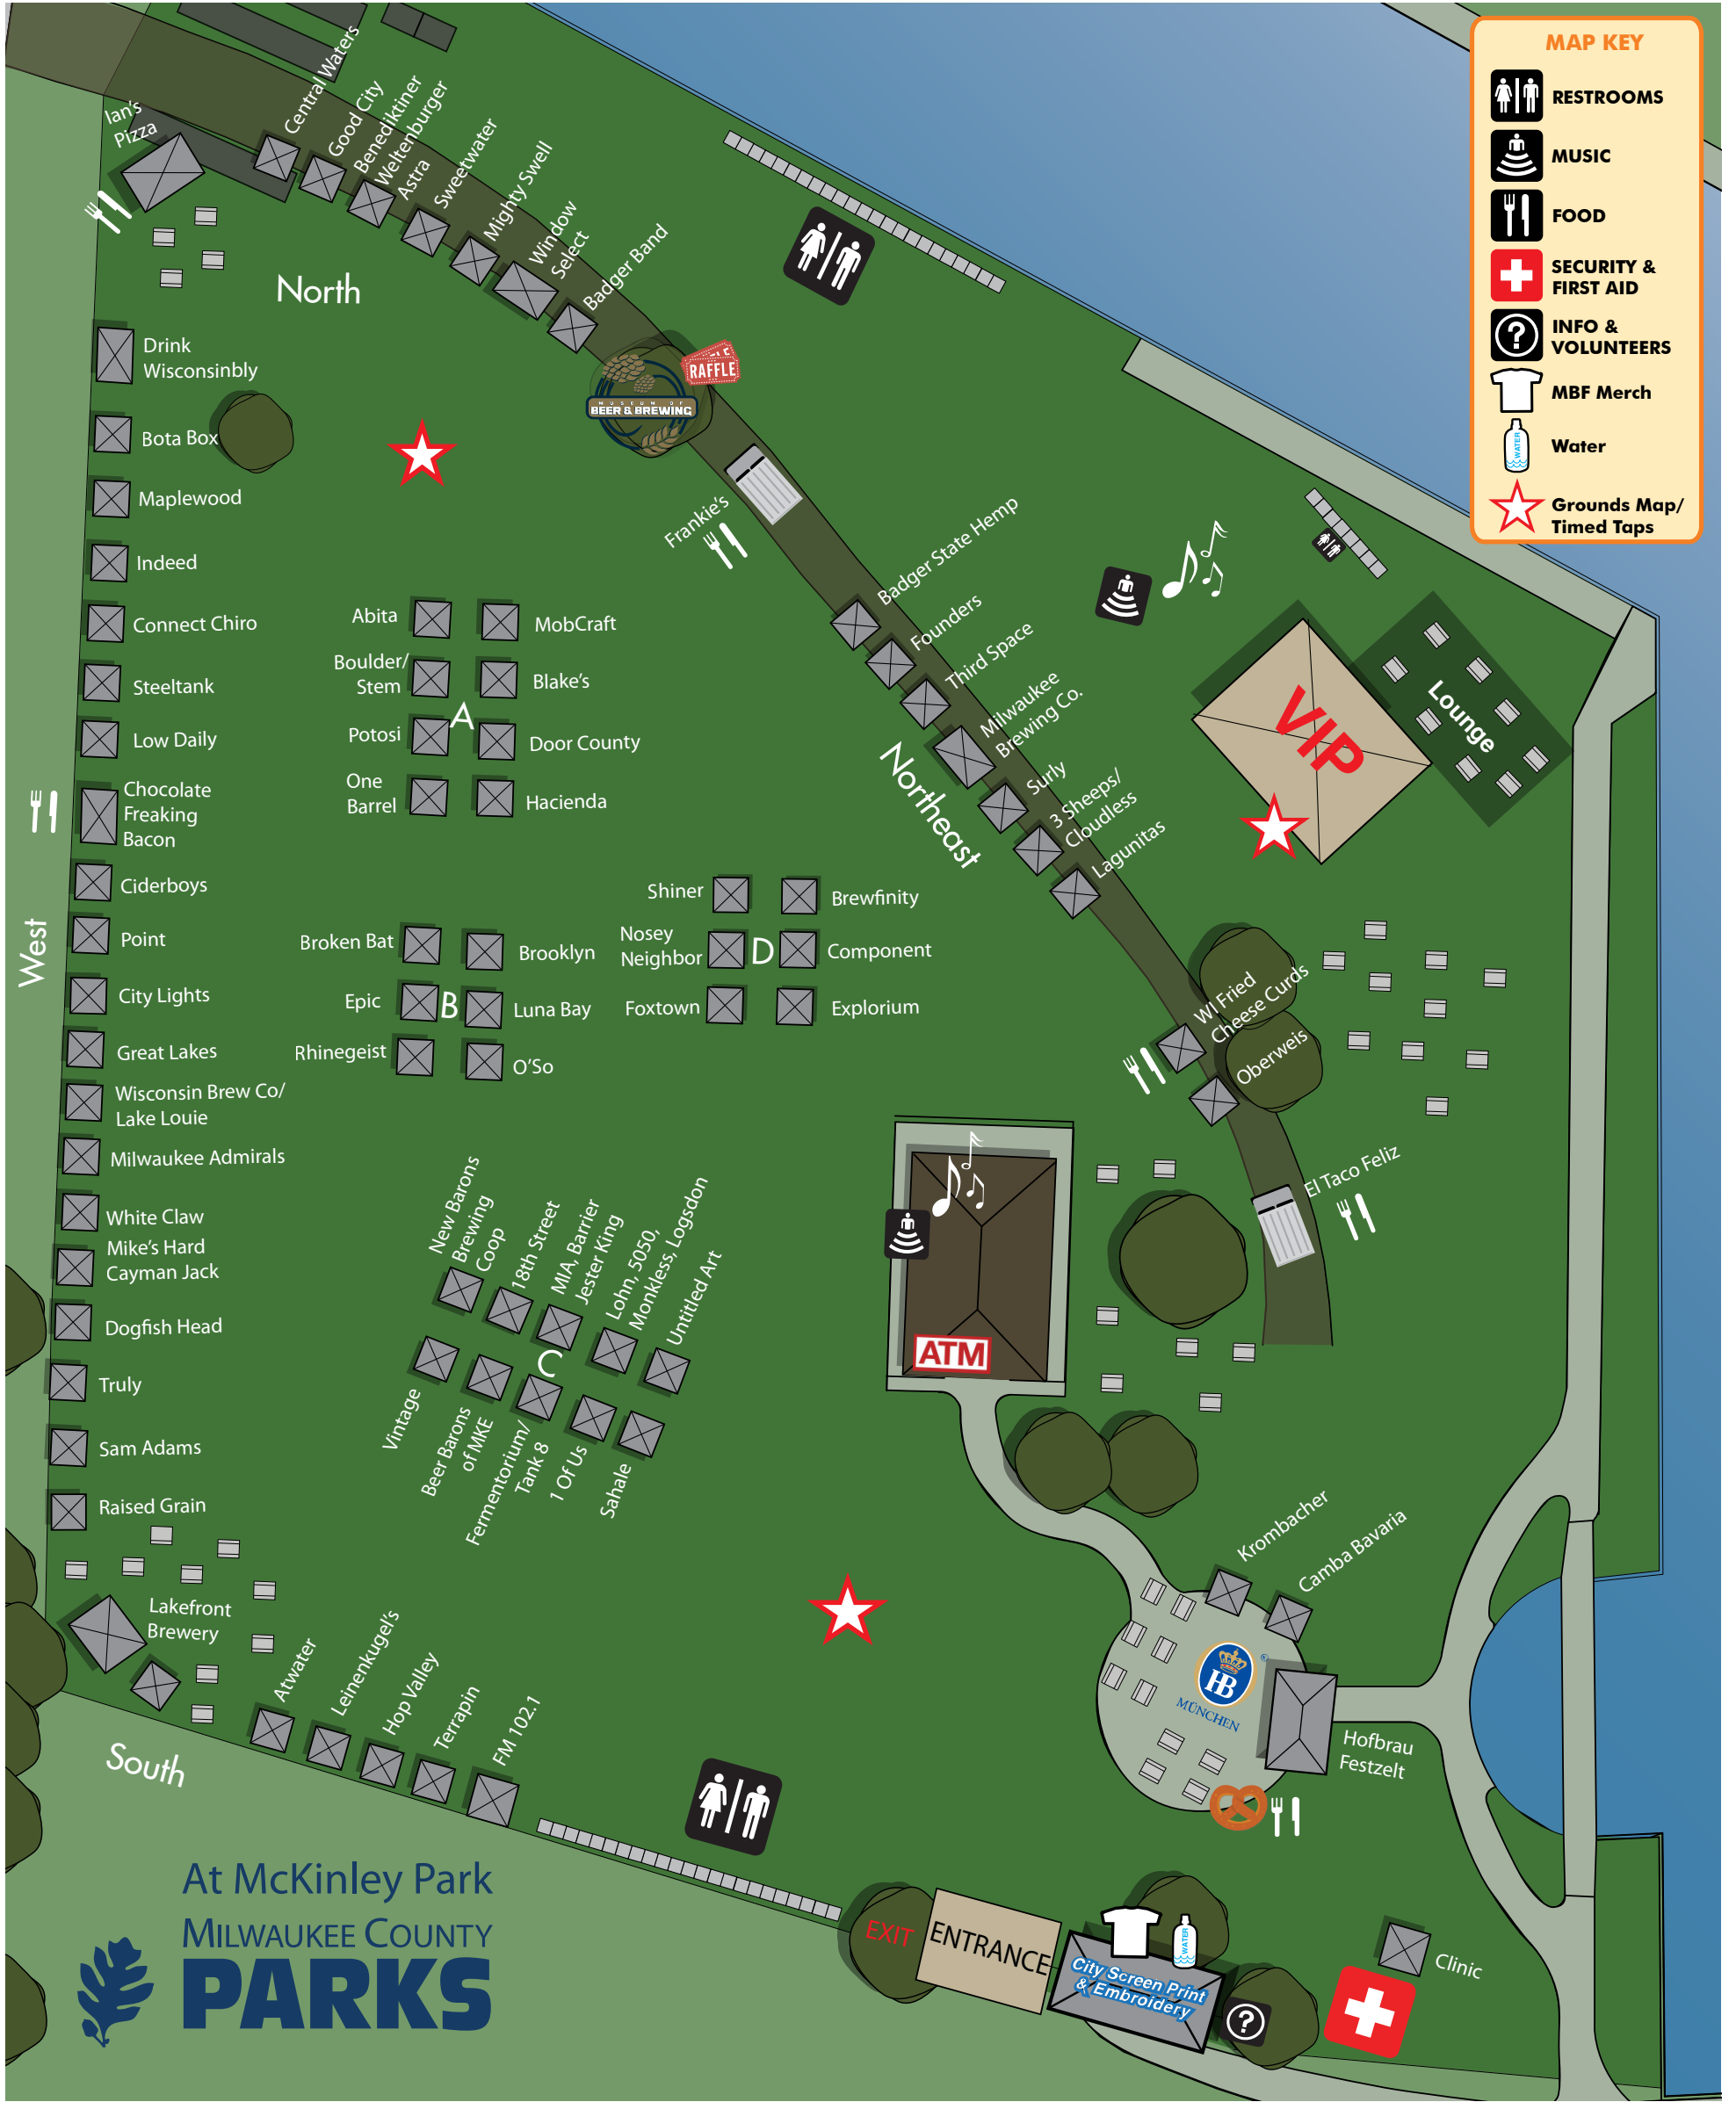 MAP KEY
RESTROOMS
MUSIC
FOOD
SECURITY &
FIRST AID
INFO &
VOLUNTEERS
MBF Merch
WATER
Water
Grounds Map/
Timed Taps
Ian's
Pizza
Central Waters
Good City
Benediktiner
Weltenburger
Astra
Sweetwater
Mighty Swell
Window
Select
Badger Band
North
RAFFLE
MUSEUM OF
BEER & BREWING
Frankie's
Drink
Wisconsinbly
Bota Box
Maplewood
Indeed
Connect Chiro
Steeltank
Low Daily
Chocolate
Freaking
Bacon
Ciderboys
Point
City Lights
Great Lakes
Wisconsin Brew Co/
Lake Louie
Milwaukee Admirals
White Claw
Mike's Hard
Cayman Jack
Dogfish Head
Truly
Sam Adams
Raised Grain
West
Abita
MobCraft
Boulder/
Stem
Blake's
A
Potosi
Door County
One
Barrel
Hacienda
Badger State Hemp
Founders
Third Space
Milwaukee
Brewing Co.
Surly
3 Sheeps/
Cloudless
Lagunitas
Northeast
VIP
Lounge
Shiner
Brewfinity
Nosey
Neighbor
D
Component
Foxtown
Explorium
Broken Bat
Brooklyn
Epic
B
Luna Bay
Rhinegeist
O'So
WI Fried
Cheese Curds
Oberweis
El Taco Feliz
ATM
New Barons
Brewing
Coop
18th Street
MIA, Barrier
Jester King
Lohn, 5050,
Monkless, Logsdon
Untitled Art
C
Vintage
Beer Barons
of MKE
Fermentorium/
Tank 8
1 Of Us
Sahale
Lakefront
Brewery
Atwater
Leinenkugel's
Hop Valley
Terrapin
FM 102.1
South
Krombacher
Camba Bavaria
HB
®
MÜNCHEN
Hofbrau
Festzelt
EXIT
ENTRANCE
WATER
City Screen Print
& Embroidery
Clinic
At McKinley Park
MILWAUKEE COUNTY
PARKS